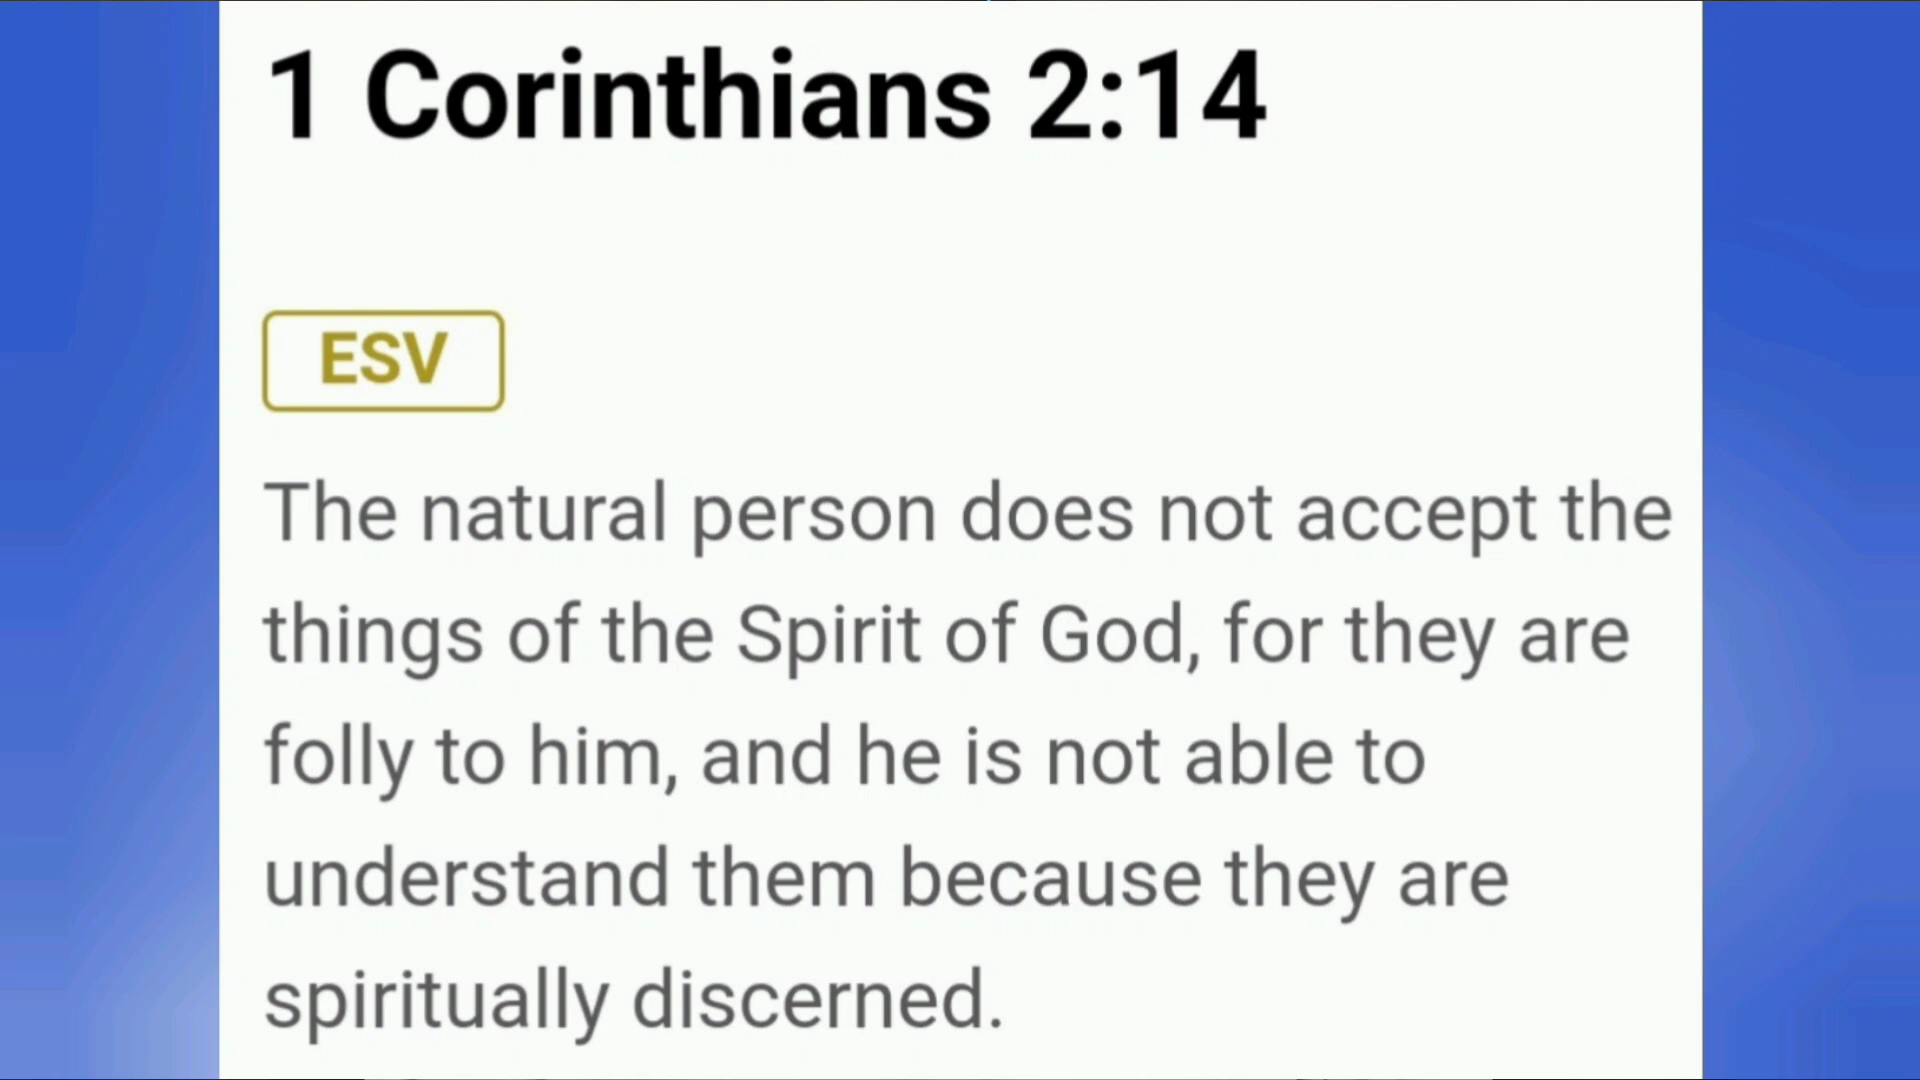 1 Corinthians 2:14
ESV
The natural person does not accept the
things of the Spirit of God, for they are
folly to him, and he is not able to
understand them because they are
spiritually discerned.